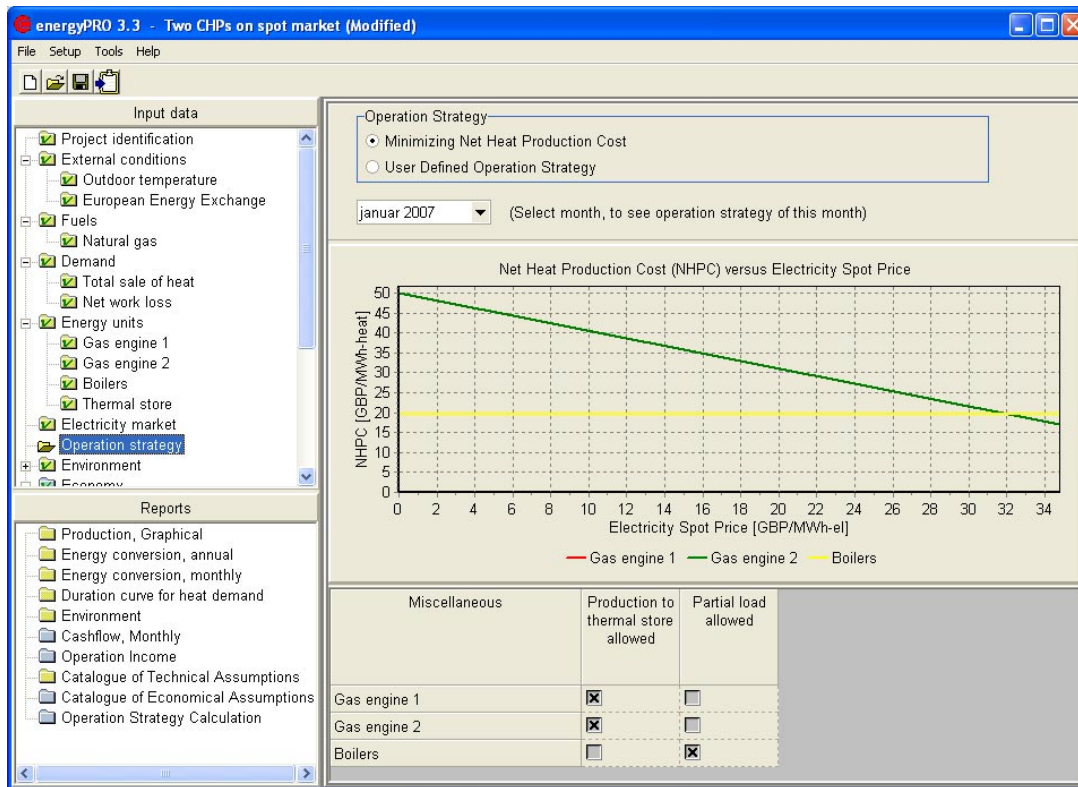 energyPRO 3.3 - Two CHPs on spot market (Modified)
File Setup Tools Help
Input data
Project identification
External conditions
Outdoor temperature
European Energy Exchange
Fuels
Natural gas
Demand
Total sale of heat
Net work loss
Energy units
Gas engine 1
Gas engine 2
Boilers
Thermal store
Electricity market
Operation strategy
Environment
Economy
Reports
Production, Graphical
Energy conversion, annual
Energy conversion, monthly
Duration curve for heat demand
Environment
Cashflow, Monthly
Operation Income
Catalogue of Technical Assumptions
Catalogue of Economical Assumptions
Operation Strategy Calculation
Operation Strategy
Minimizing Net Heat Production Cost
User Defined Operation Strategy
januar 2007 (Select month, to see operation strategy of this month)
Net Heat Production Cost (NHPC) versus Electricity Spot Price
NHPC [GBP/MWh-heat]
50
45
40
35
30
25
20
15
10
5
0
0 2 4 6 8 10 12 14 16 18 20 22 24 26 28 30 32 34
Electricity Spot Price [GBP/MWh-el]
Gas engine 1 Gas engine 2 Boilers
Miscellaneous
Production to
thermal store
allowed
Partial load
allowed
Gas engine 1
Gas engine 2
Boilers